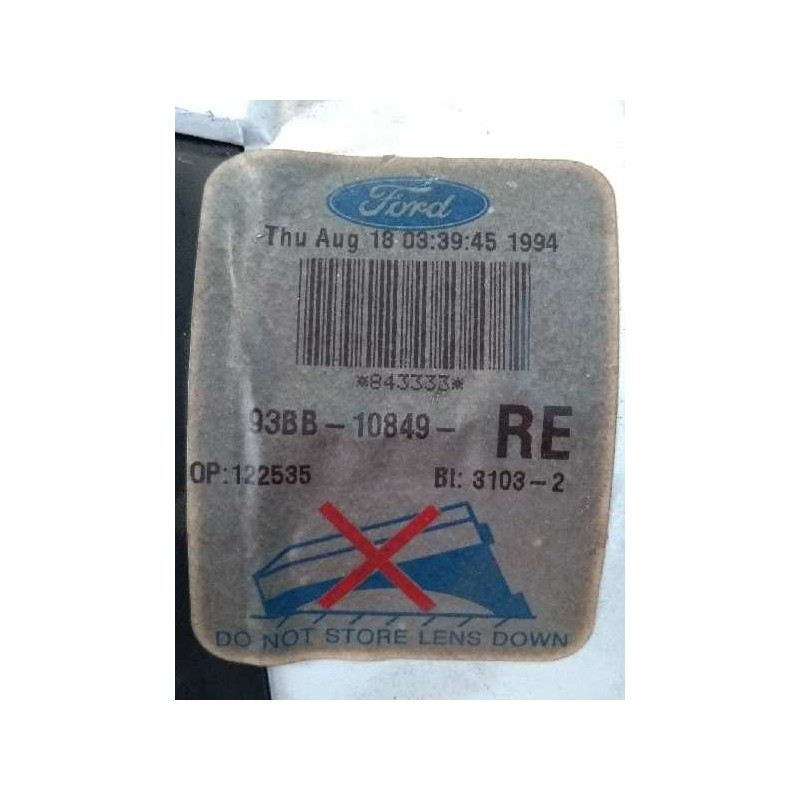 Ford
Thu Aug 18 03:39:45 1994
*843333*
93BB-10849- RE
OP:122535 BI: 3103-2
DO NOT STORE LENS DOWN